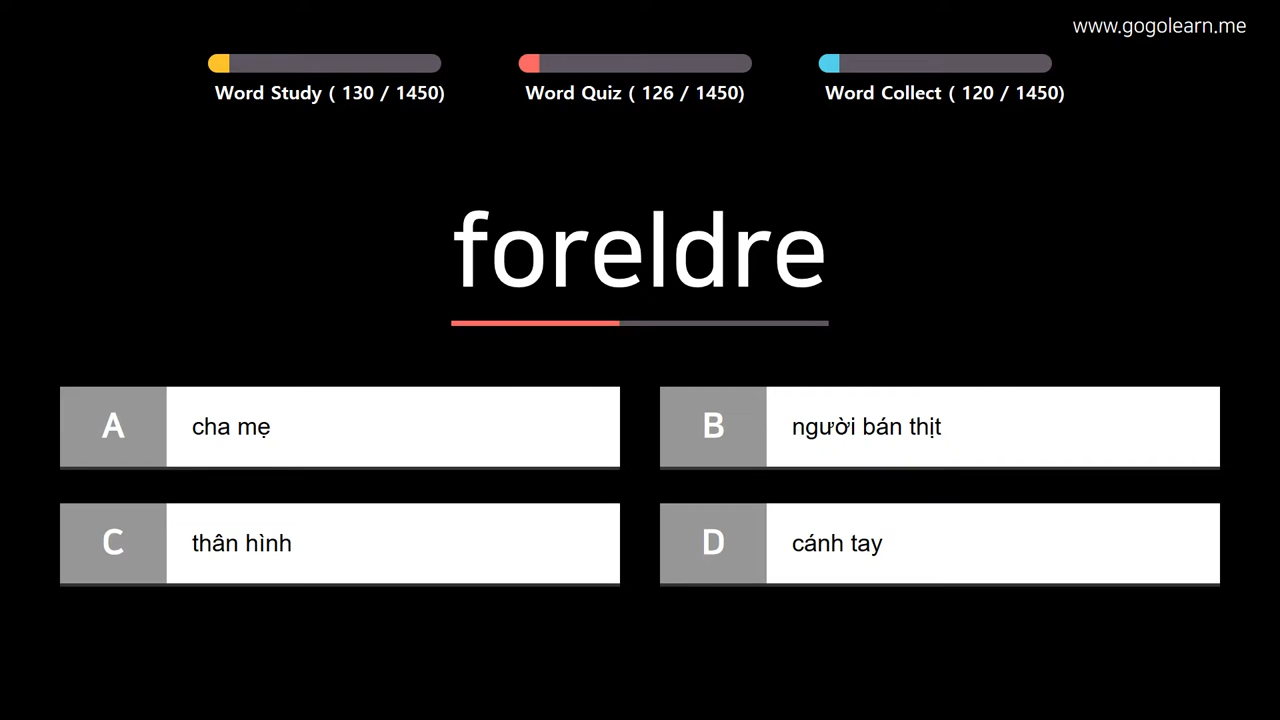 www.gogolearn.me
Word Study ( 130 / 1450)
Word Quiz ( 126 / 1450)
Word Collect ( 120 / 1450)
foreldre
A cha mẹ
B người bán thịt
C thân hình
D cánh tay